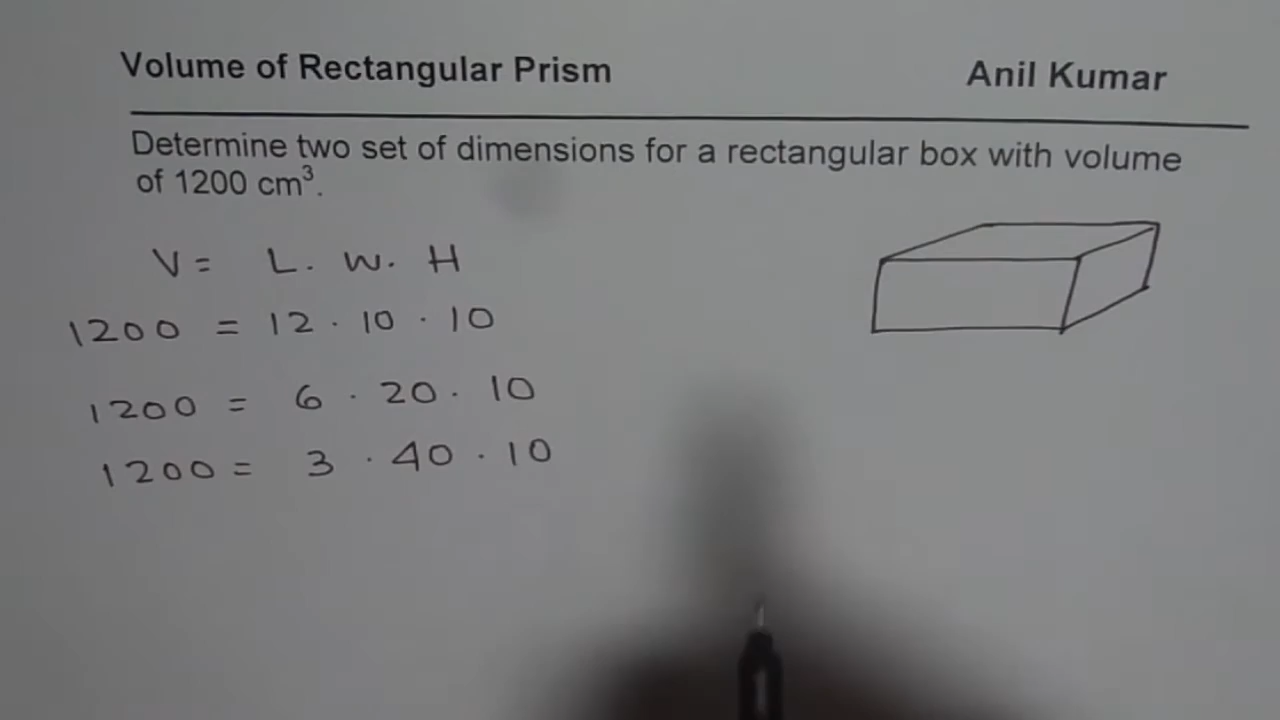 Volume of Rectangular Prism Anil Kumar
Determine two set of dimensions for a rectangular box with volume
of 1200 cm³.
V = L. W. H
1200 = 12 · 10 · 10
1200 = 6 · 20 · 10
1200 = 3 · 40 · 10